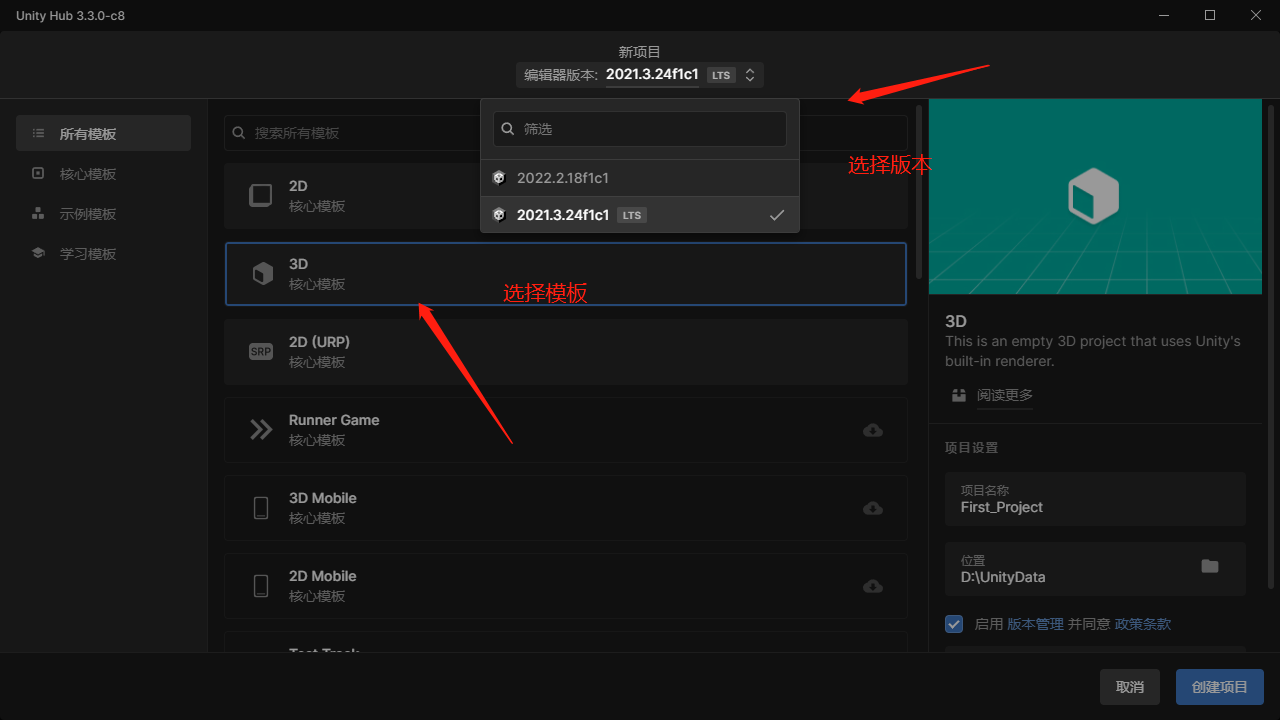 Unity Hub 3.3.0-c8
新项目
编辑器版本: 2021.3.24f1c1 LTS
所有模板
核心模板
示例模板
学习模板
搜索所有模板
筛选
2022.2.18f1c1
2021.3.24f1c1 LTS
选择版本
2D
核心模板
3D
核心模板
选择模板
2D (URP)
核心模板
SRP
Runner Game
核心模板
3D Mobile
核心模板
2D Mobile
核心模板
Test Track
3D
This is an empty 3D project that uses Unity's
built-in renderer.
阅读更多
项目设置
项目名称
First_Project
位置
D:\UnityData
启用 版本管理 并同意 政策条款
取消
创建项目